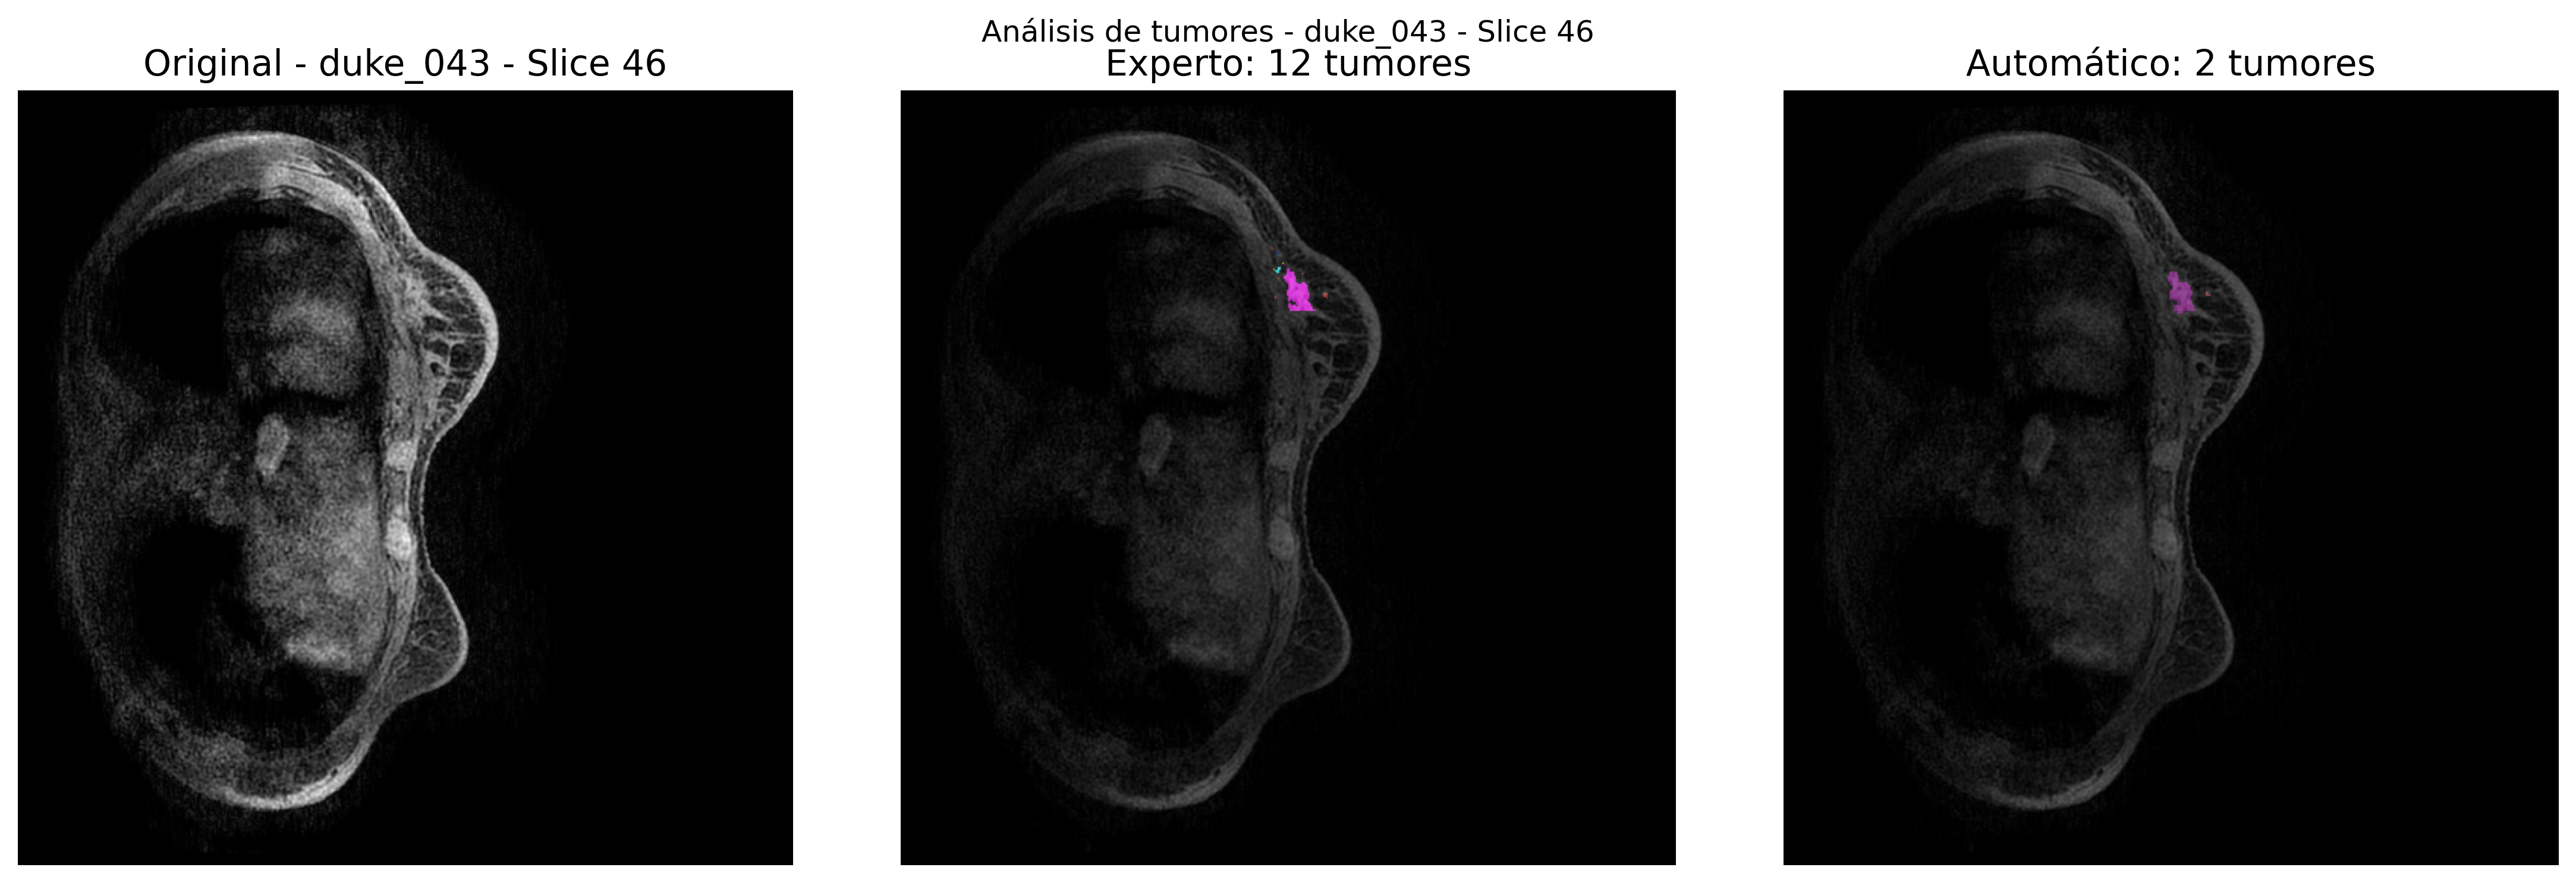 Análisis de tumores - duke_043 - Slice 46
Original - duke_043 - Slice 46
Experto: 12 tumores
Automático: 2 tumores